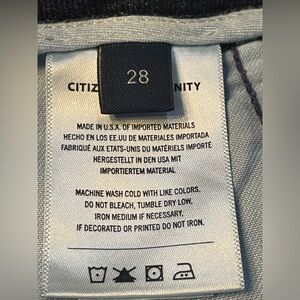 28
CITIZ NITY
MADE IN U.S.A. OF IMPORTED MATERIALS
HECHO EN LOS EE.UU DE MATERIALES IMPORTADA
FABRIQUÉ AUX ETATS-UNIS DU MATÉRIELS IMPORTÉ
HERGESTELLT IN DEN USA MIT
IMPORTIERTEM MATERIAL
MACHINE WASH COLD WITH LIKE COLORS,
DO NOT BLEACH, TUMBLE DRY LOW,
IRON MEDIUM IF NECESSARY,
IF DECORATED OR PRINTED DO NOT IRON.